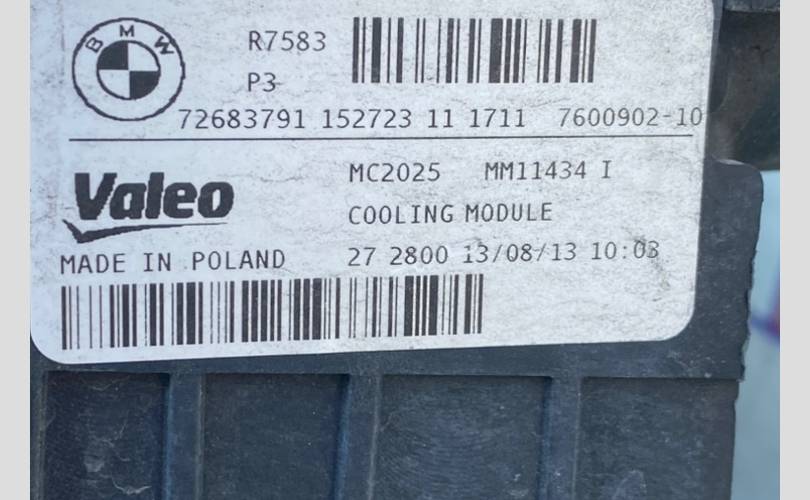 BMW
R7583
P3
72683791 152723 11 1711 7600902-10
Valeo
MC2025 MM11434 I
COOLING MODULE
MADE IN POLAND
27 2800 13/08/13 10:03